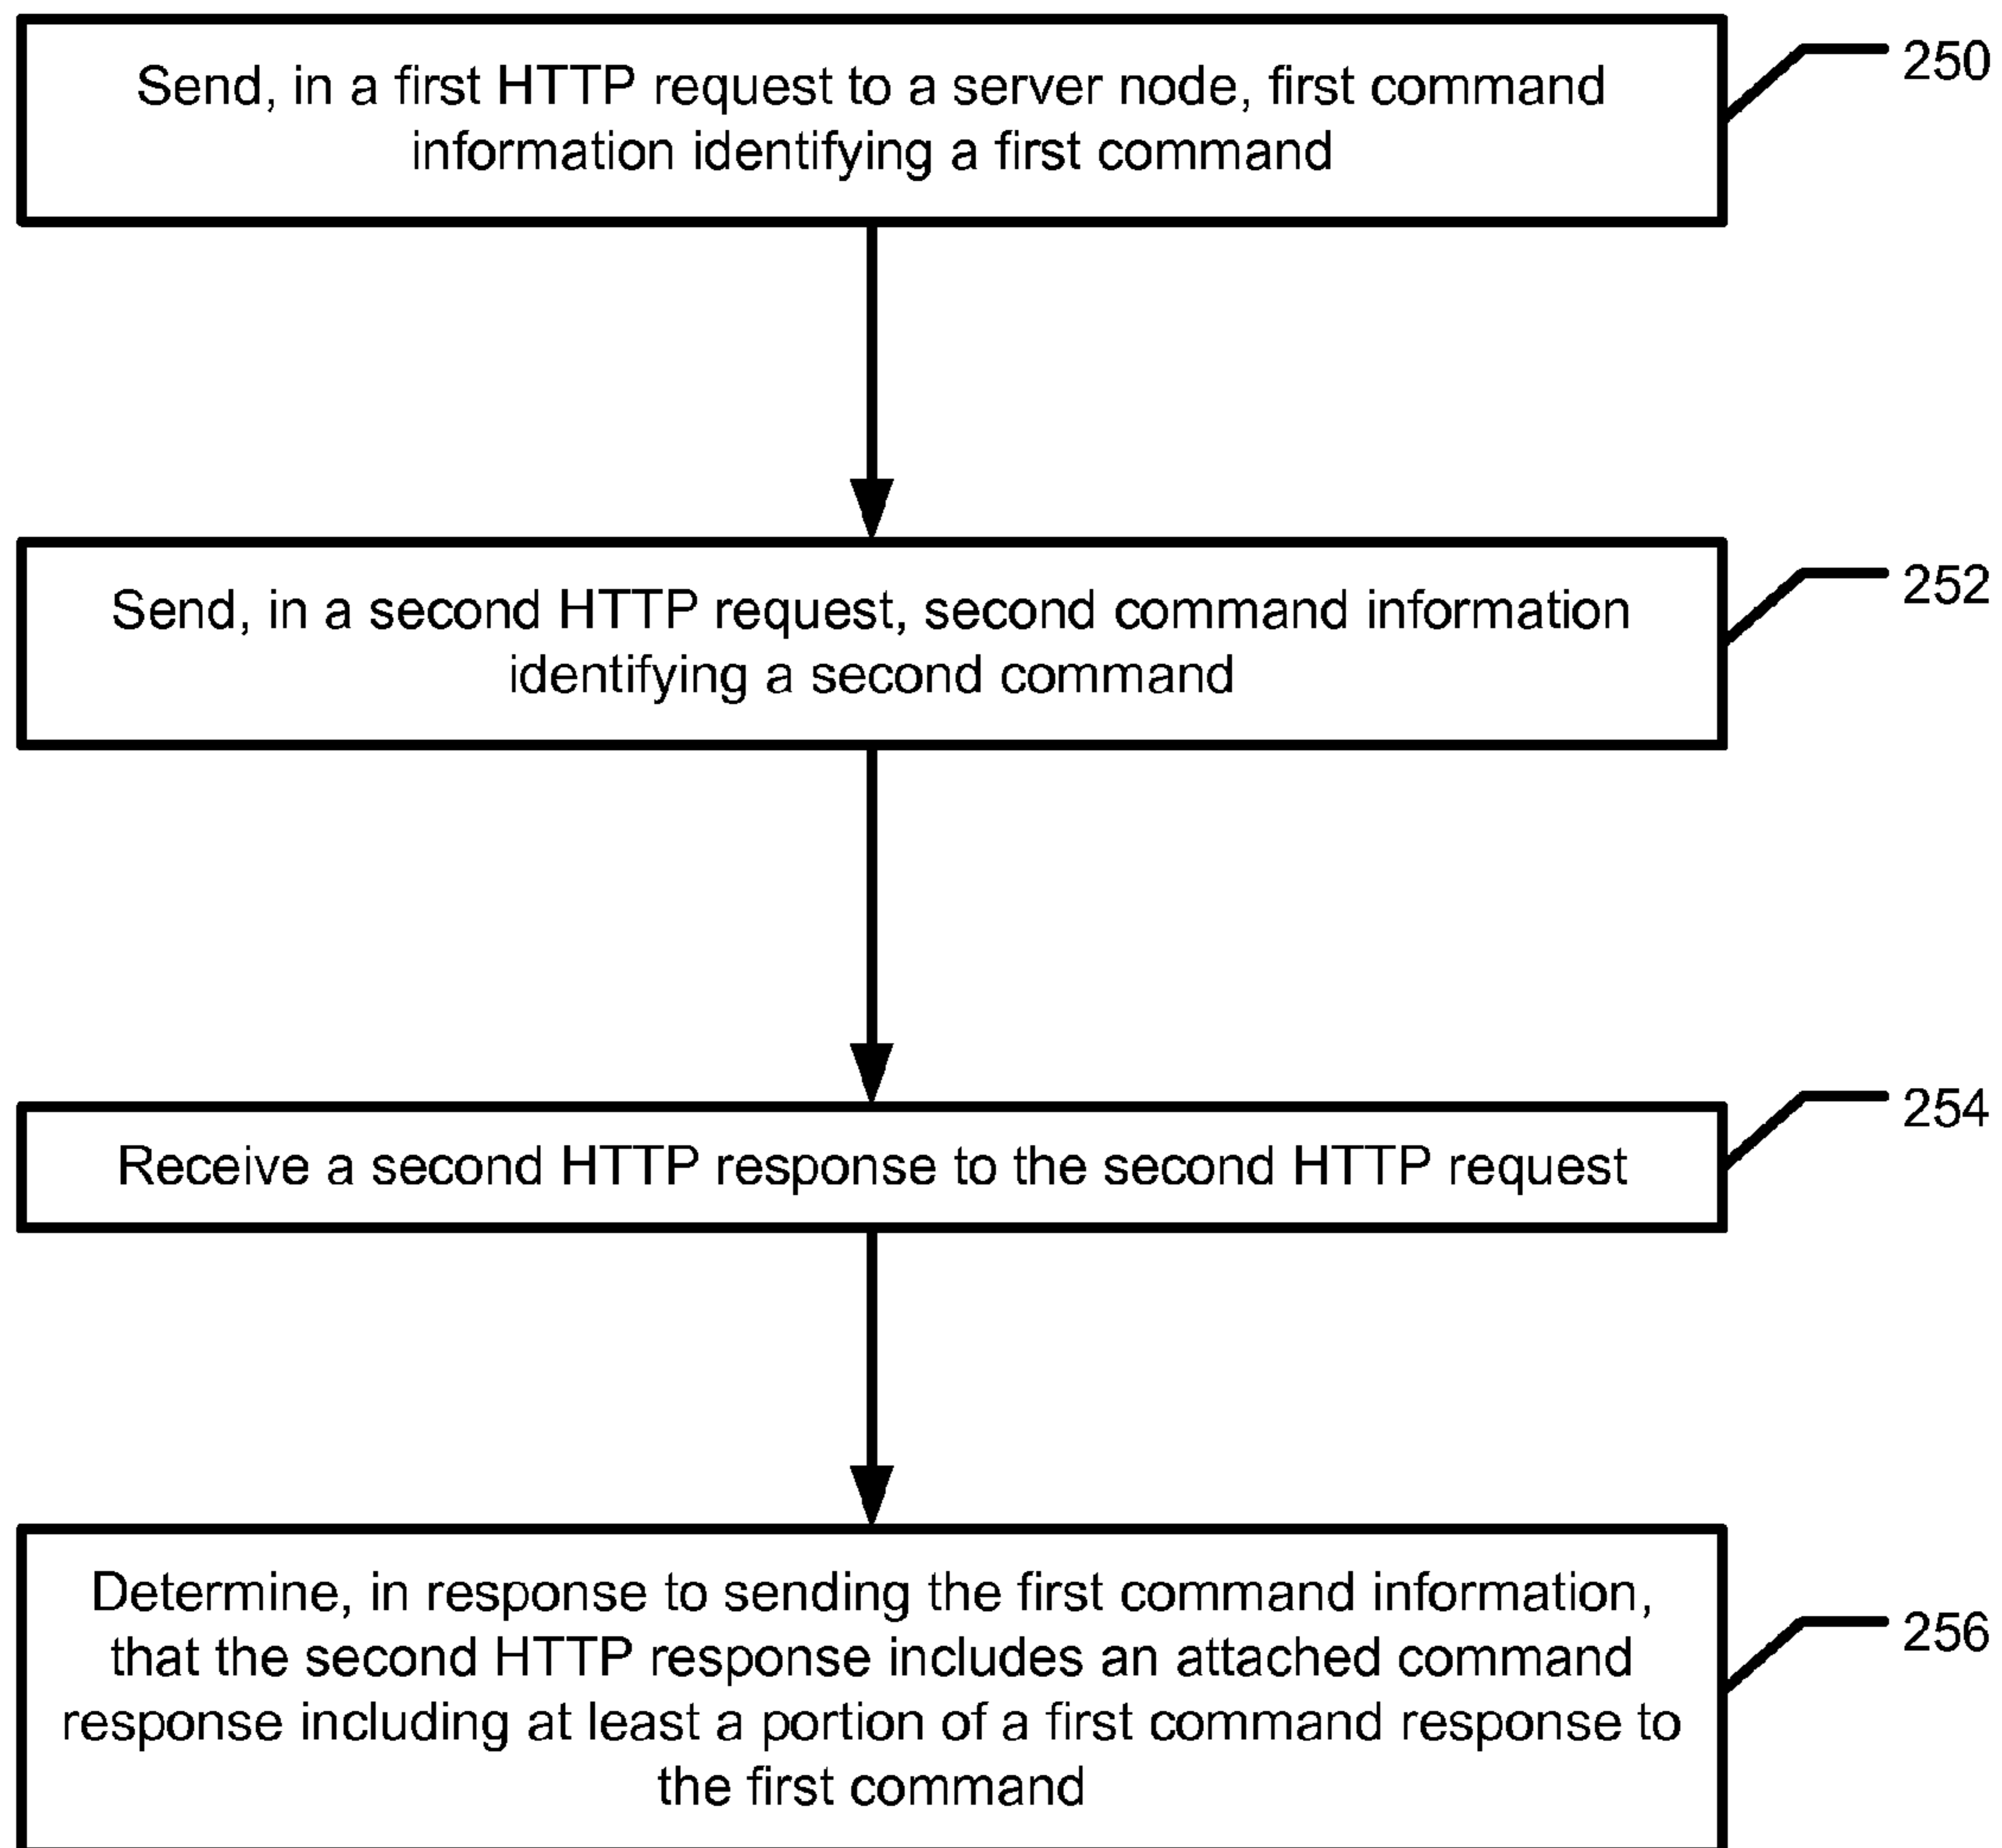 Send, in a first HTTP request to a server node, first command
information identifying a first command
250
Send, in a second HTTP request, second command information
identifying a second command
252
Receive a second HTTP response to the second HTTP request
254
Determine, in response to sending the first command information,
that the second HTTP response includes an attached command
response including at least a portion of a first command response to
the first command
256